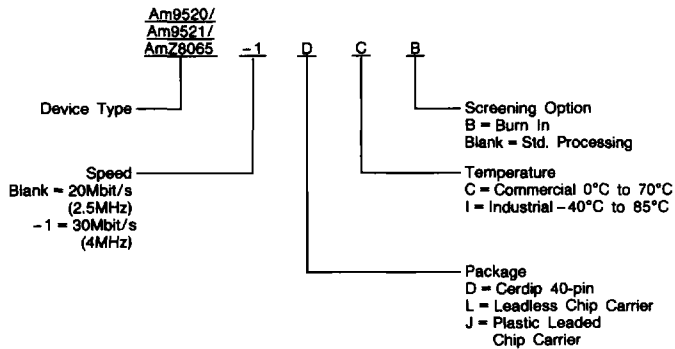 Am9520/
Am9521/
AmZ8065 -1 D C B
Device Type
Screening Option
B = Burn In
Blank = Std. Processing
Speed
Blank = 20Mbit/s
(2.5MHz)
-1 = 30Mbit/s
(4MHz)
Temperature
C = Commercial 0°C to 70°C
I = Industrial -40°C to 85°C
Package
D = Cerdip 40-pin
L = Leadless Chip Carrier
J = Plastic Leaded
Chip Carrier